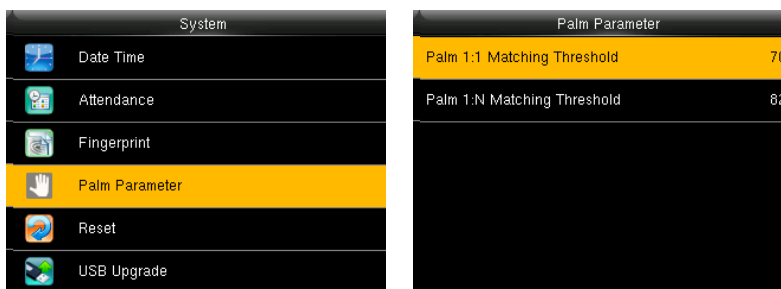 System
Date Time
Attendance
Fingerprint
Palm Parameter
Reset
USB Upgrade
Palm Parameter
Palm 1:1 Matching Threshold
Palm 1:N Matching Threshold